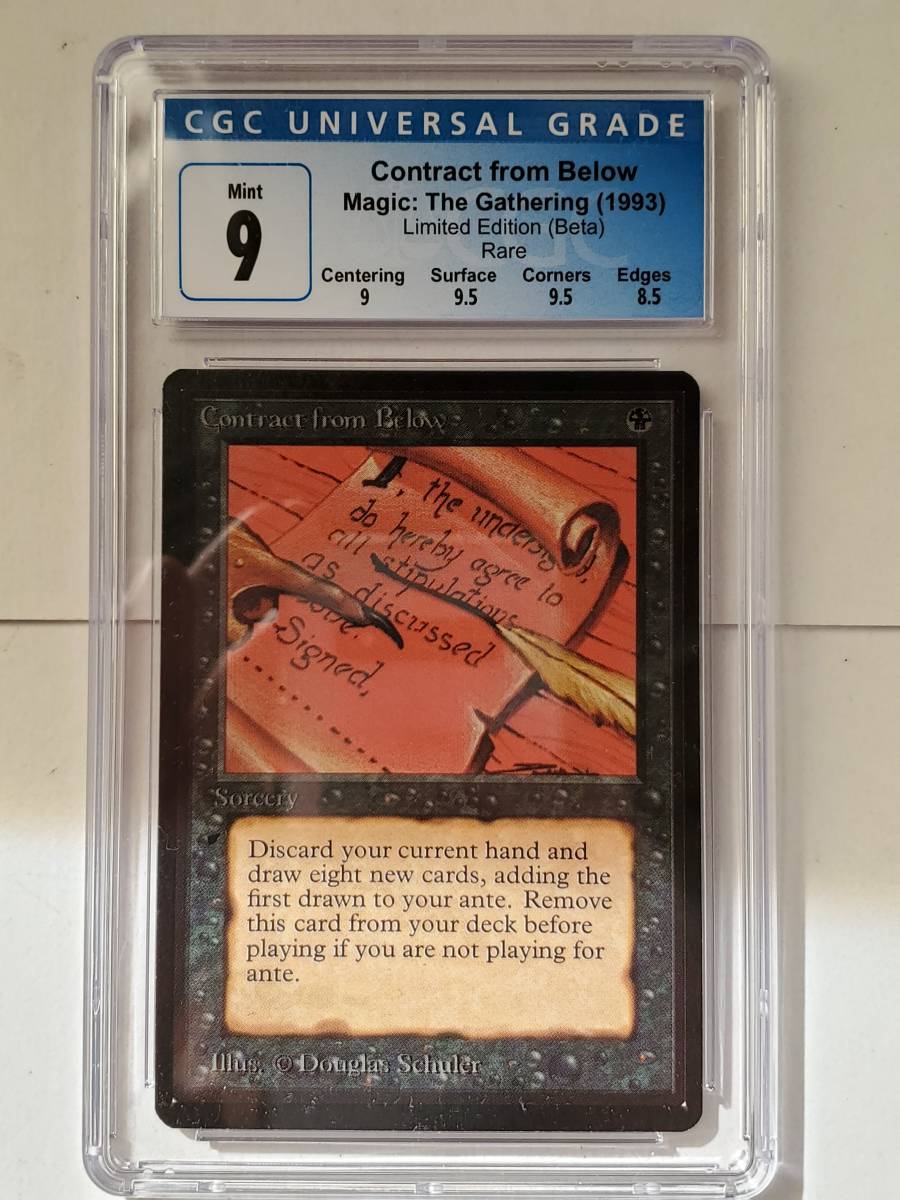 CGC UNIVERSAL GRADE
Mint
9
Contract from Below
Magic: The Gathering (1993)
Limited Edition (Beta)
Rare
Centering Surface Corners Edges
9 9.5 9.5 8.5
Contract from Below
I, the undersig
do hereby agree to
all stipulations
as discussed
Signed,
Sorcery
Discard your current hand and
draw eight new cards, adding the
first drawn to your ante. Remove
this card from your deck before
playing if you are not playing for
ante.
Illus. © Douglas Schuler